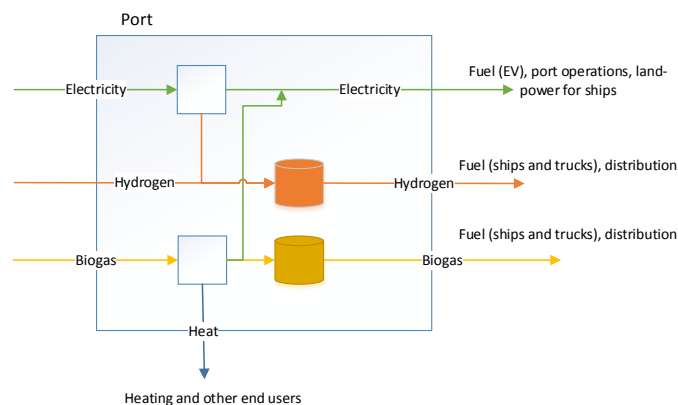 Port
Fuel (EV), port operations, land-
power for ships
Electricity
Electricity
Fuel (ships and trucks), distribution
Hydrogen
Hydrogen
Fuel (ships and trucks), distribution
Biogas
Biogas
Heat
Heating and other end users